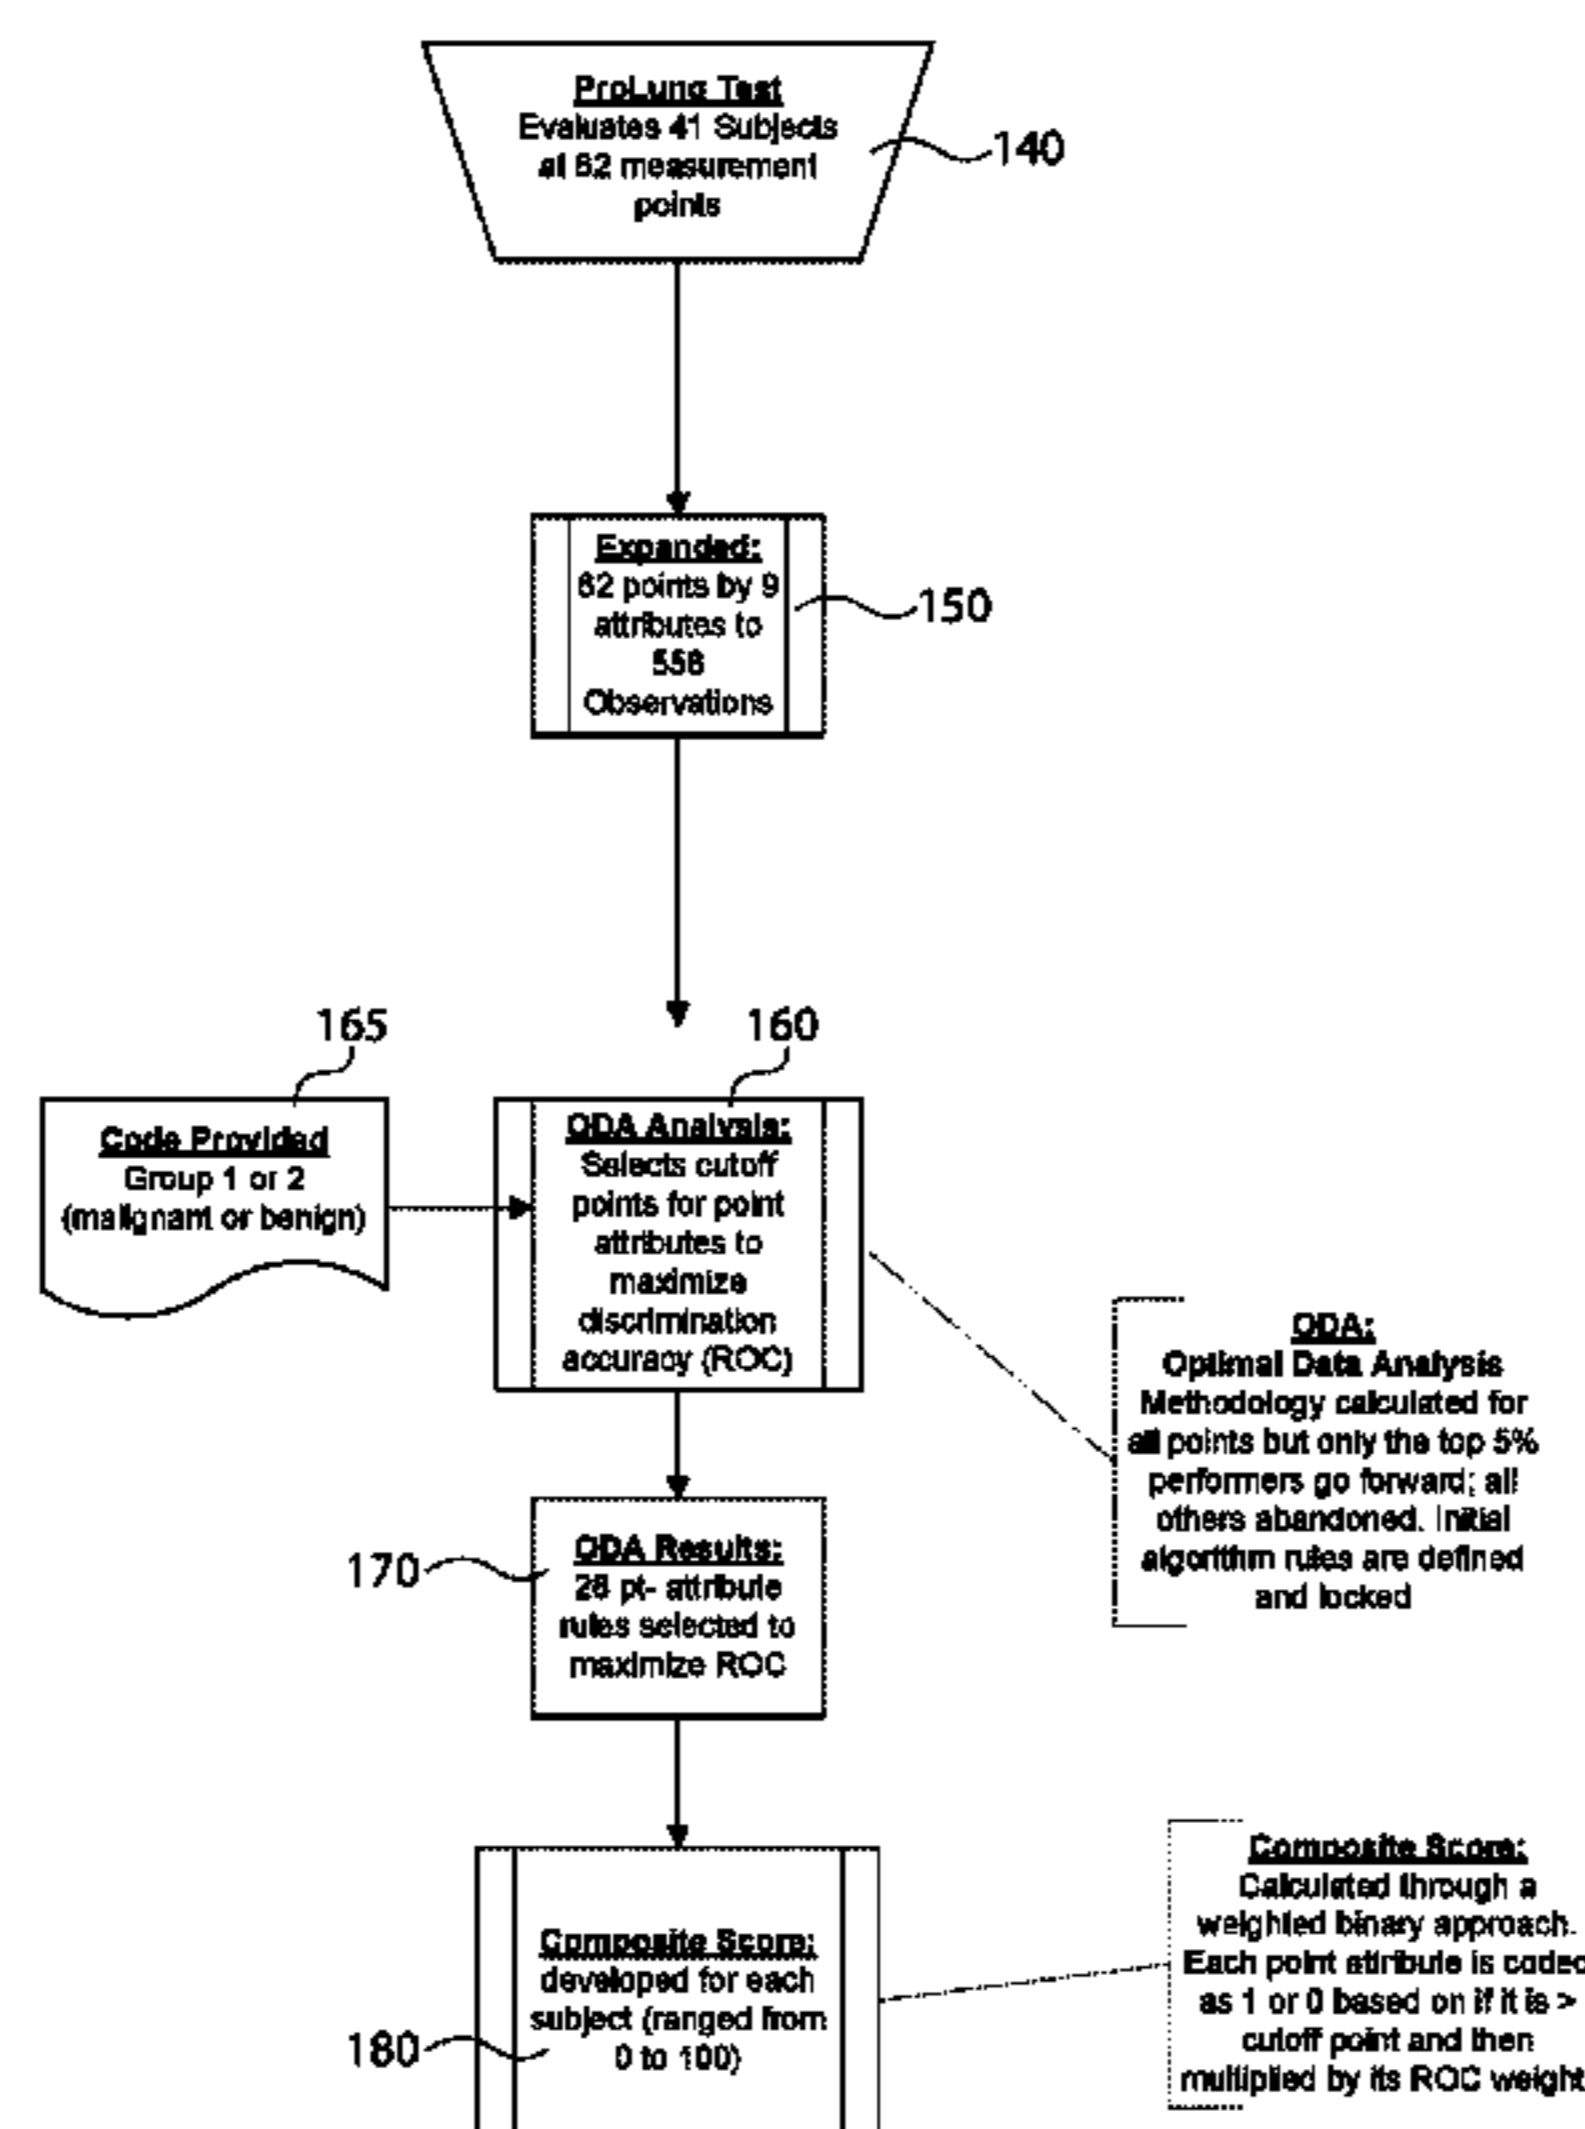 ProLung Test
Evaluates 41 Subjects
at 62 measurement
points
140
Expanded:
62 points by 9
attributes to
558
Observations
150
165
160
Code Provided
Group 1 or 2
(malignant or benign)
ODA Analysis:
Selects cutoff
points for point
attributes to
maximize
discrimination
accuracy (ROC)
ODA:
Optimal Data Analysis
Methodology calculated for
all points but only the top 5%
performers go forward; all
others abandoned. Initial
algorithm rules are defined
and locked
170
ODA Results:
28 pt- attribute
rules selected to
maximize ROC
Composite Score:
developed for each
subject (ranged from
0 to 100)
180
Composite Score:
Calculated through a
weighted binary approach.
Each point attribute is coded
as 1 or 0 based on if it is >
cutoff point and then
multiplied by its ROC weight